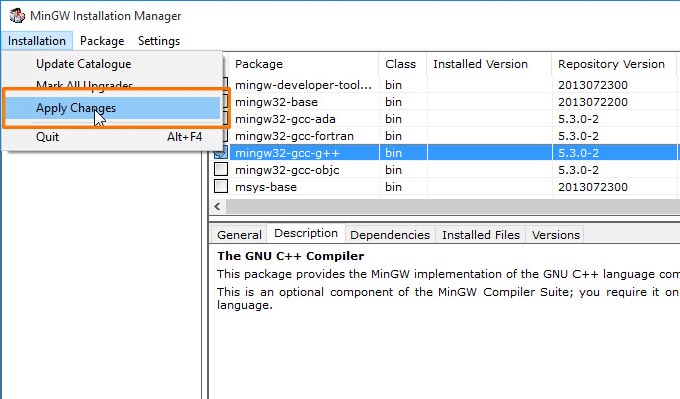 MinGW Installation Manager
Installation Package Settings
Update Catalogue
Mark All Upgrades
Apply Changes
Quit Alt+F4
Package Class Installed Version Repository Version
mingw-developer-tool... bin 2013072300
mingw32-base bin 2013072200
mingw32-gcc-ada bin 5.3.0-2
mingw32-gcc-fortran bin 5.3.0-2
mingw32-gcc-g++ bin 5.3.0-2
mingw32-gcc-objc bin 5.3.0-2
msys-base bin 2013072300
General Description Dependencies Installed Files Versions
The GNU C++ Compiler
This package provides the MinGW implementation of the GNU C++ language com
This is an optional component of the MinGW Compiler Suite; you require it on
language.